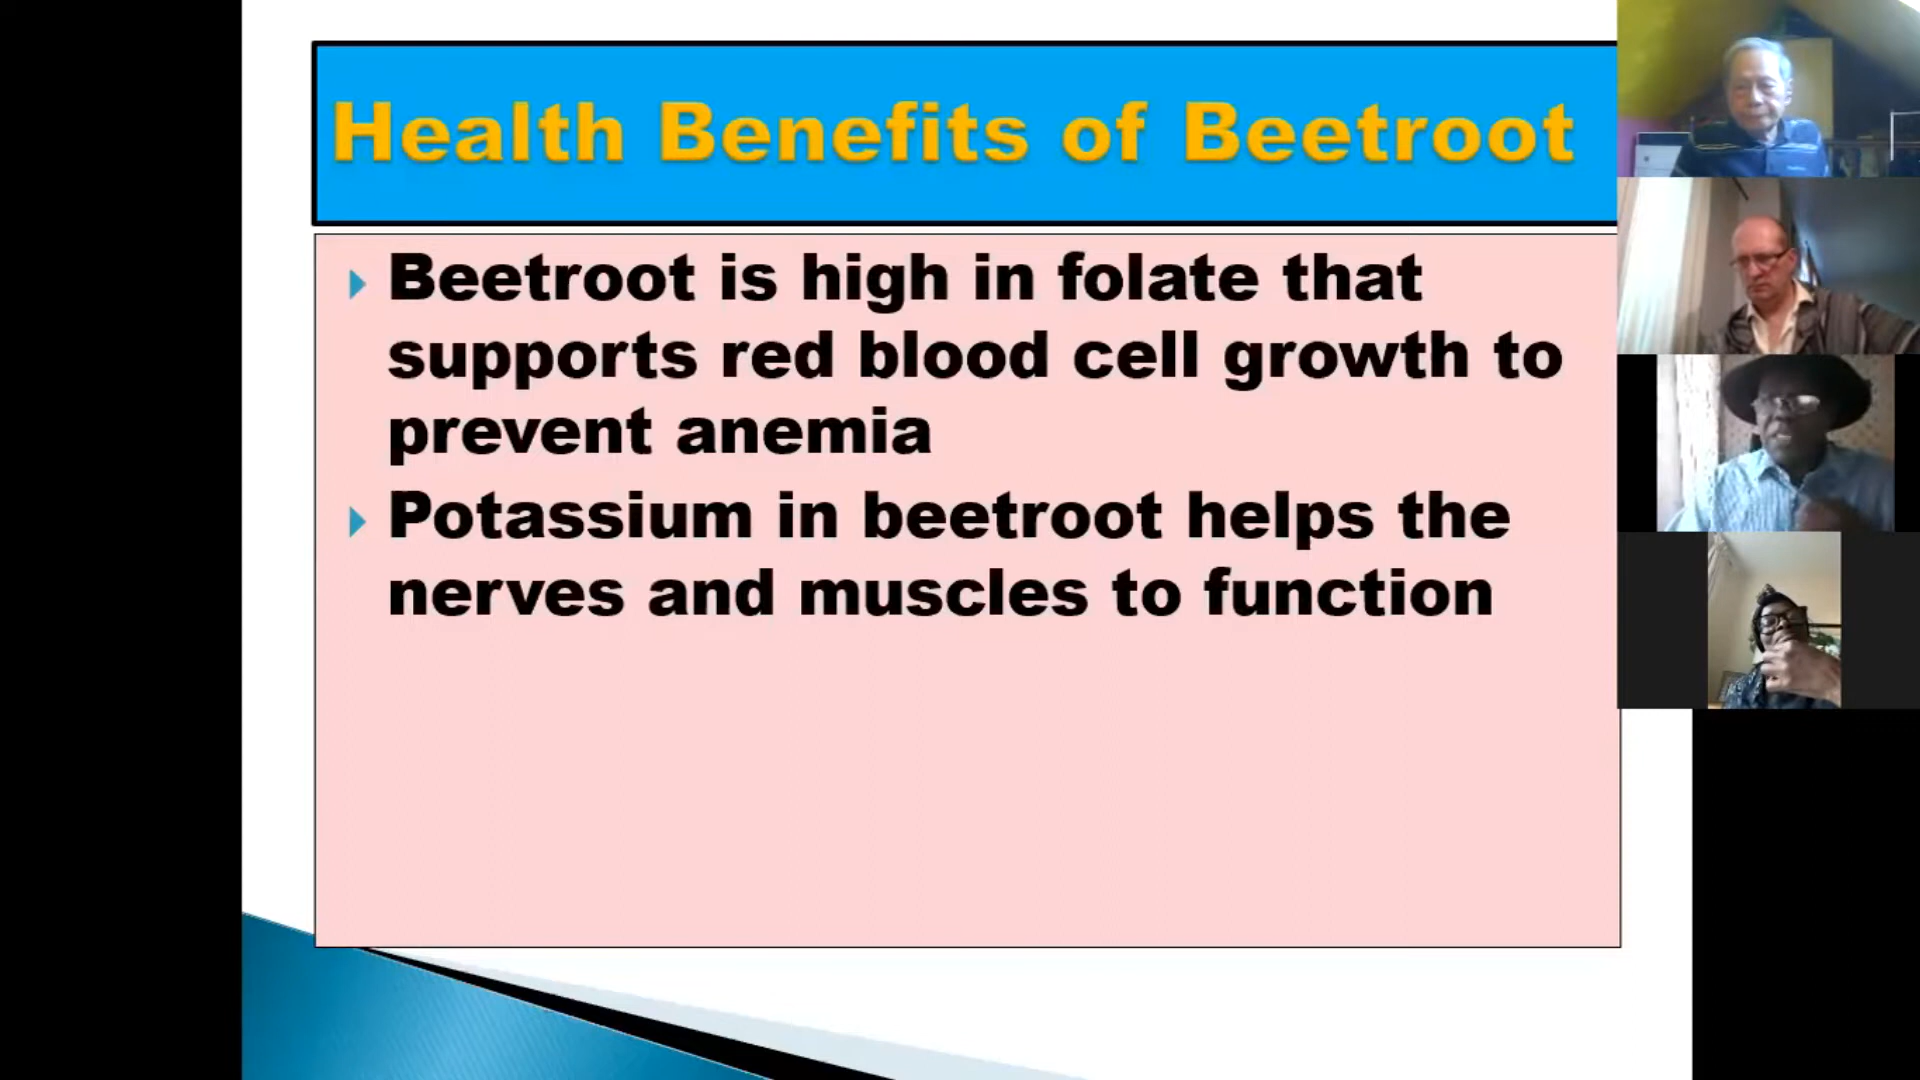 Health Benefits of Beetroot
Beetroot is high in folate that
supports red blood cell growth to
prevent anemia
Potassium in beetroot helps the
nerves and muscles to function